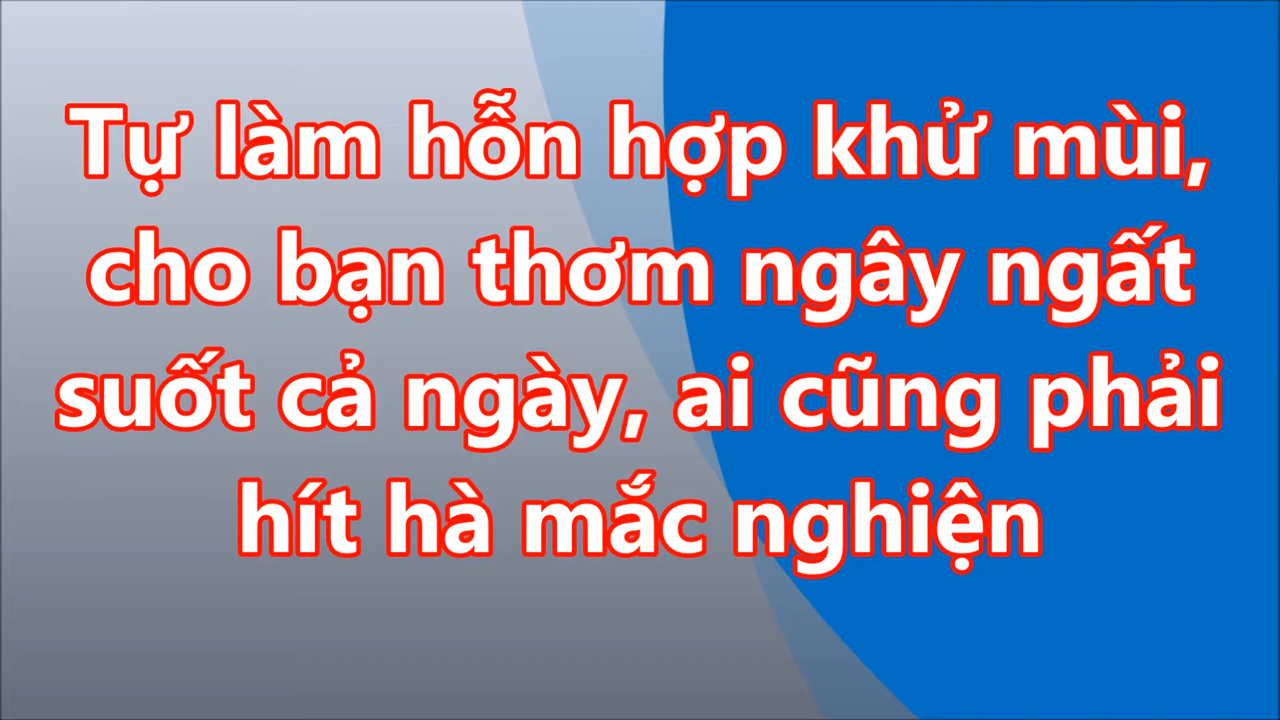 Tự làm hỗn hợp khử mùi,
cho bạn thơm ngây ngất
suốt cả ngày, ai cũng phải
hít hà mắc nghiện